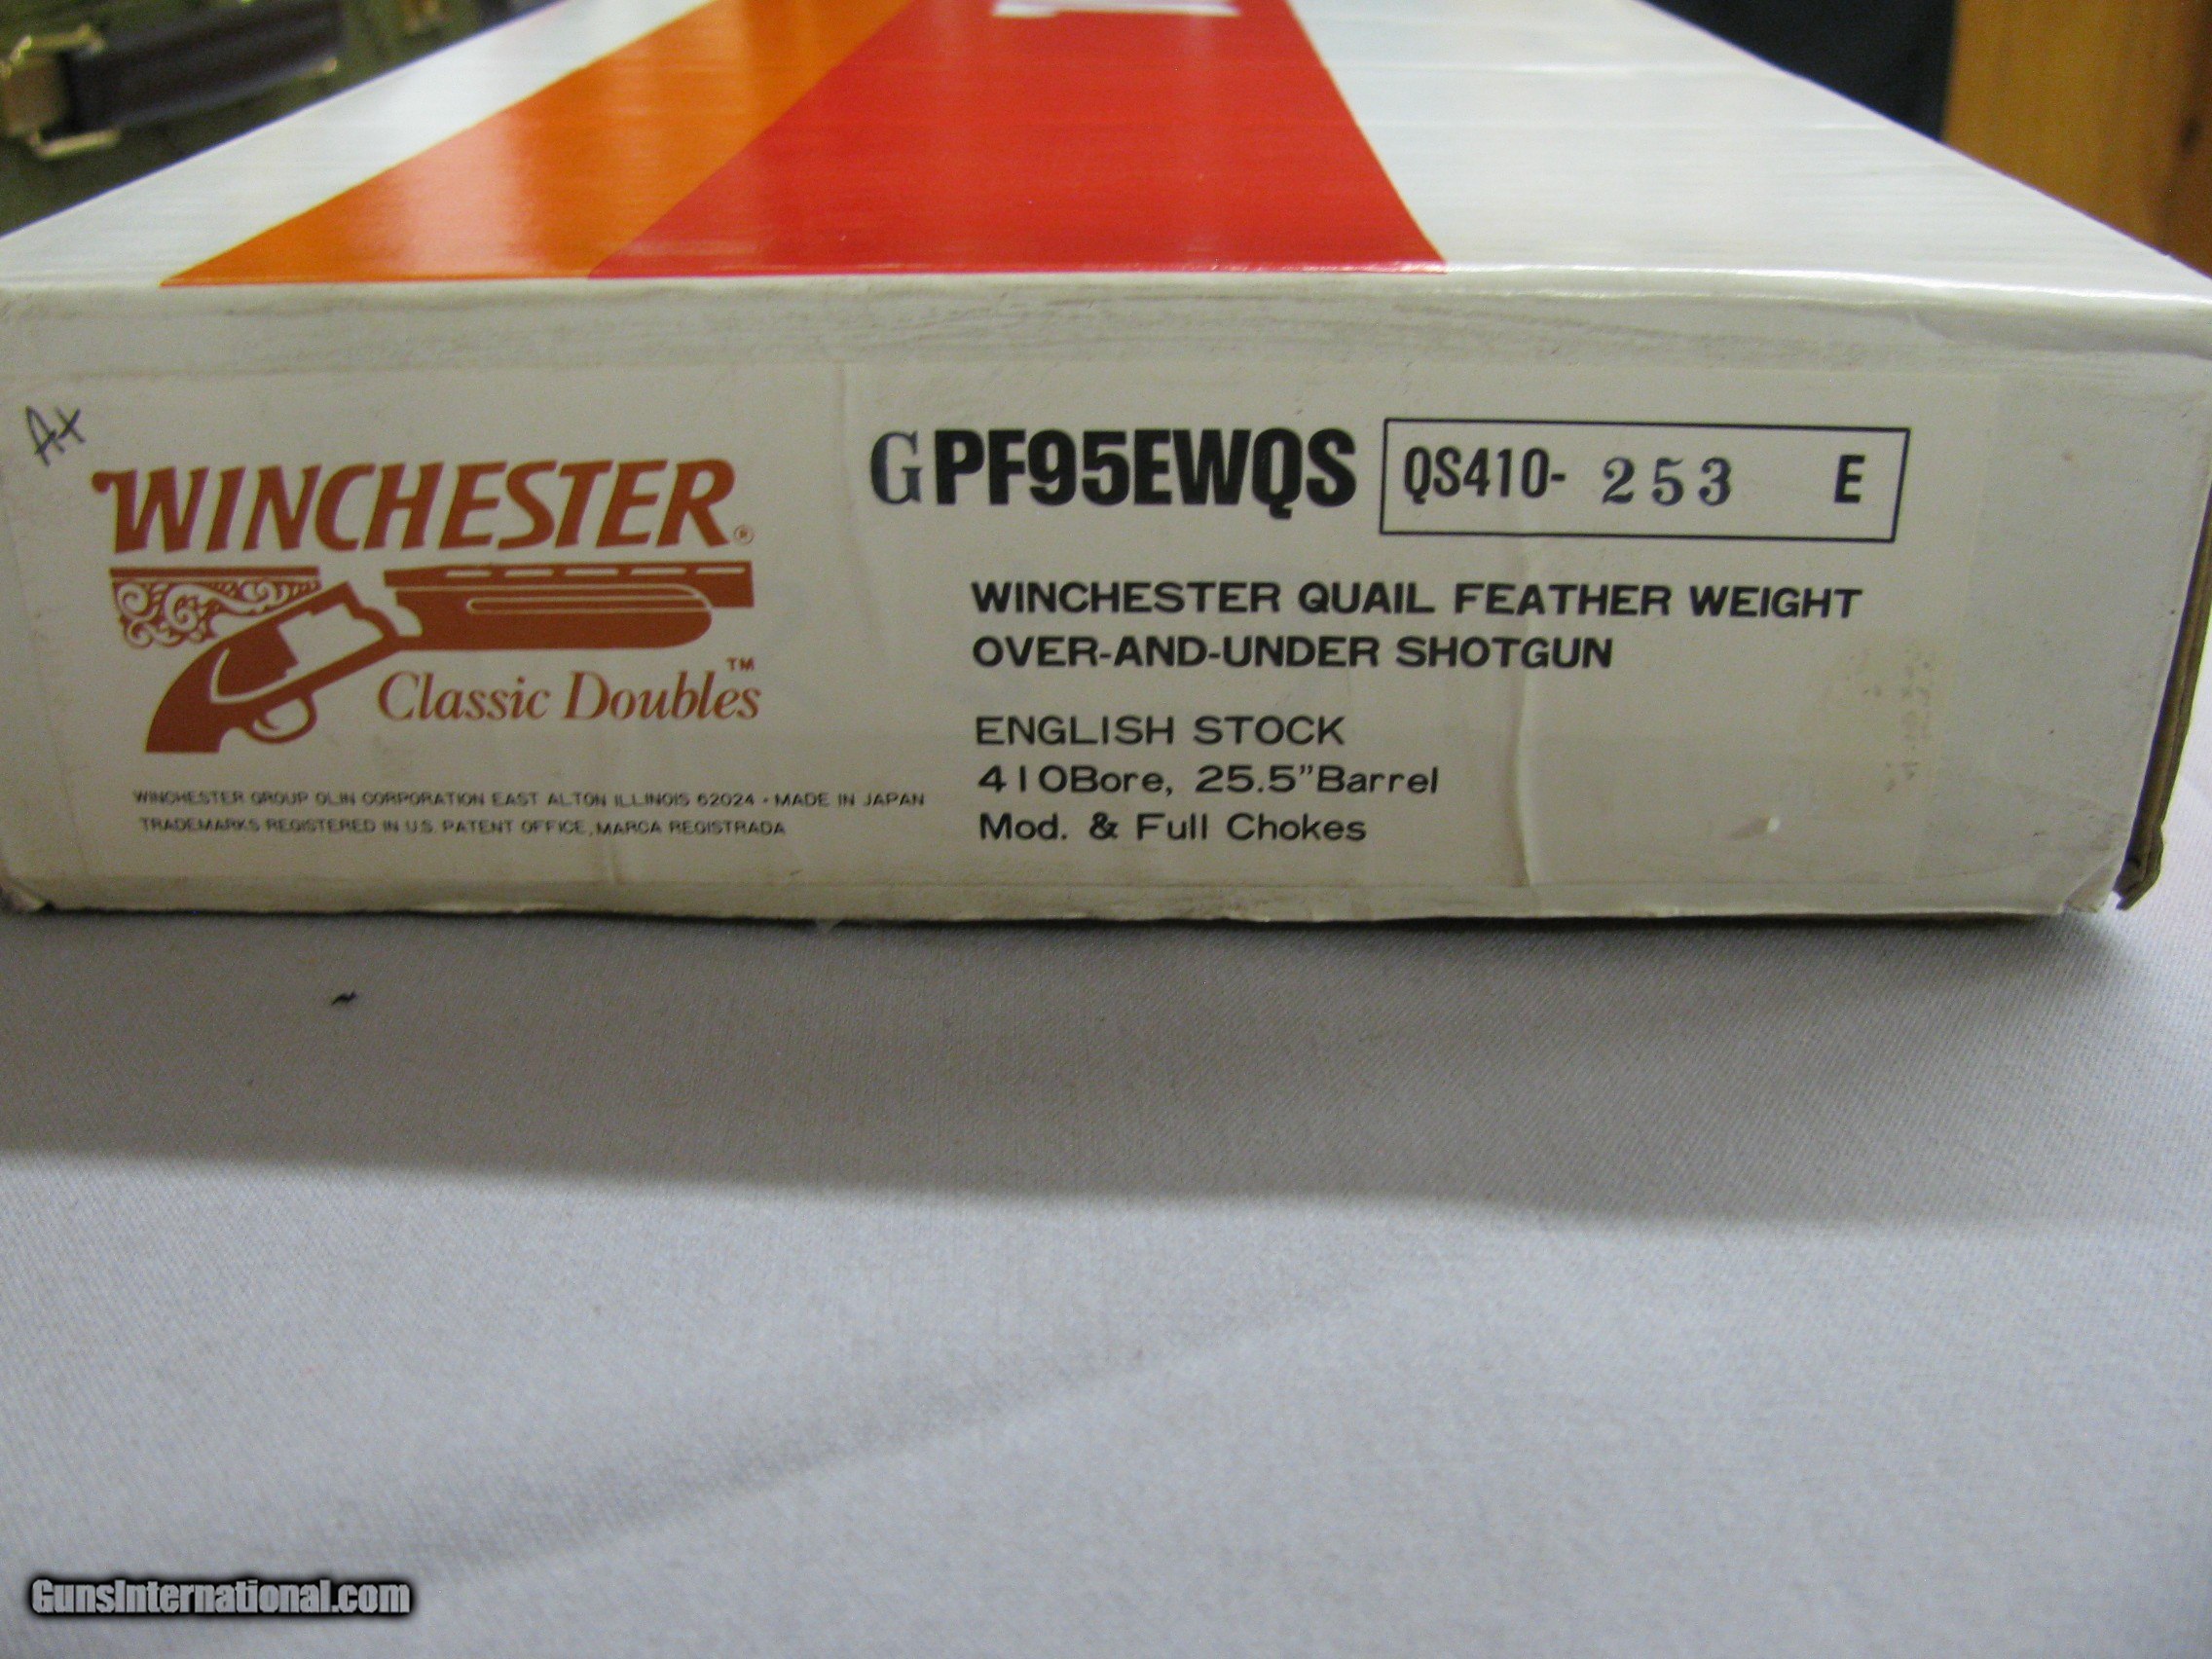 A+
WINCHESTER®
Classic Doubles™
WINCHESTER GROUP OLIN CORPORATION EAST ALTON ILLINOIS 62024 - MADE IN JAPAN
TRADEMARKS REGISTERED IN U.S. PATENT OFFICE, MARCA REGISTRADA
GPF95EWQS
QS410- 253 E
WINCHESTER QUAIL FEATHER WEIGHT
OVER-AND-UNDER SHOTGUN
ENGLISH STOCK
410Bore, 25.5”Barrel
Mod. & Full Chokes
GunsInternational.com